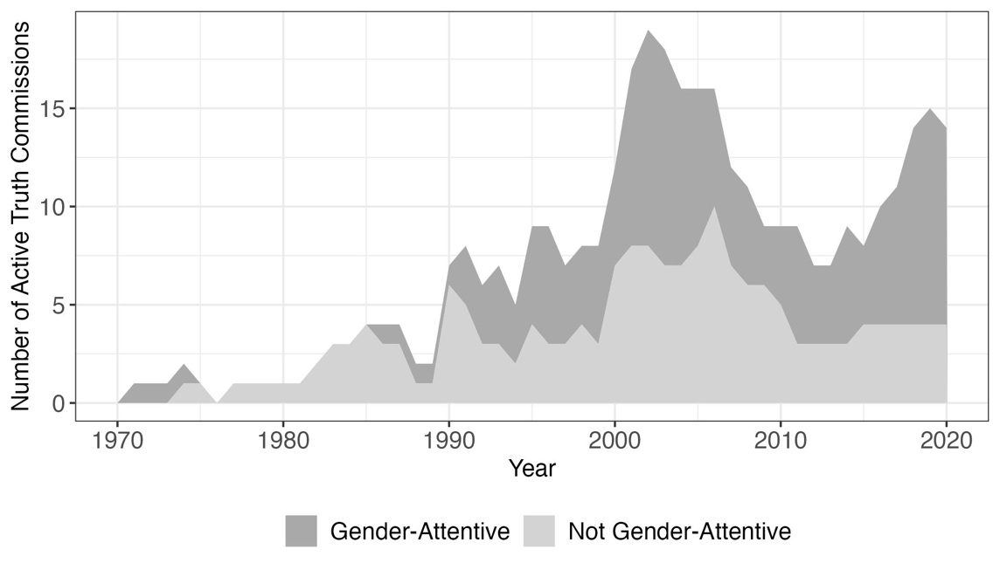 Number of Active Truth Commissions
15
10
5
0
1970 1980 1990 2000 2010 2020
Year
Gender-Attentive Not Gender-Attentive